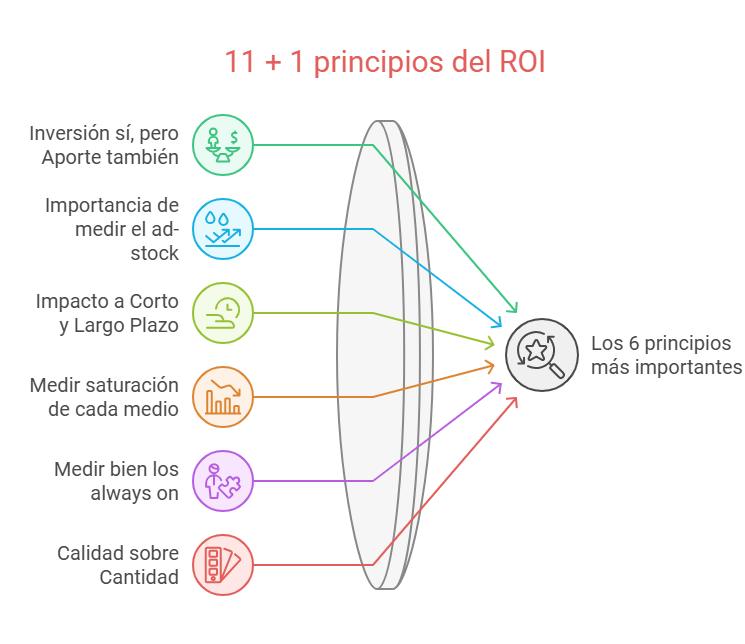 11 + 1 principios del ROI
Inversión sí, pero
Aporte también
Importancia de
medir el ad-
stock
Impacto a Corto
y Largo Plazo
Medir saturación
de cada medio
Medir bien los
always on
Calidad sobre
Cantidad
Los 6 principios
más importantes